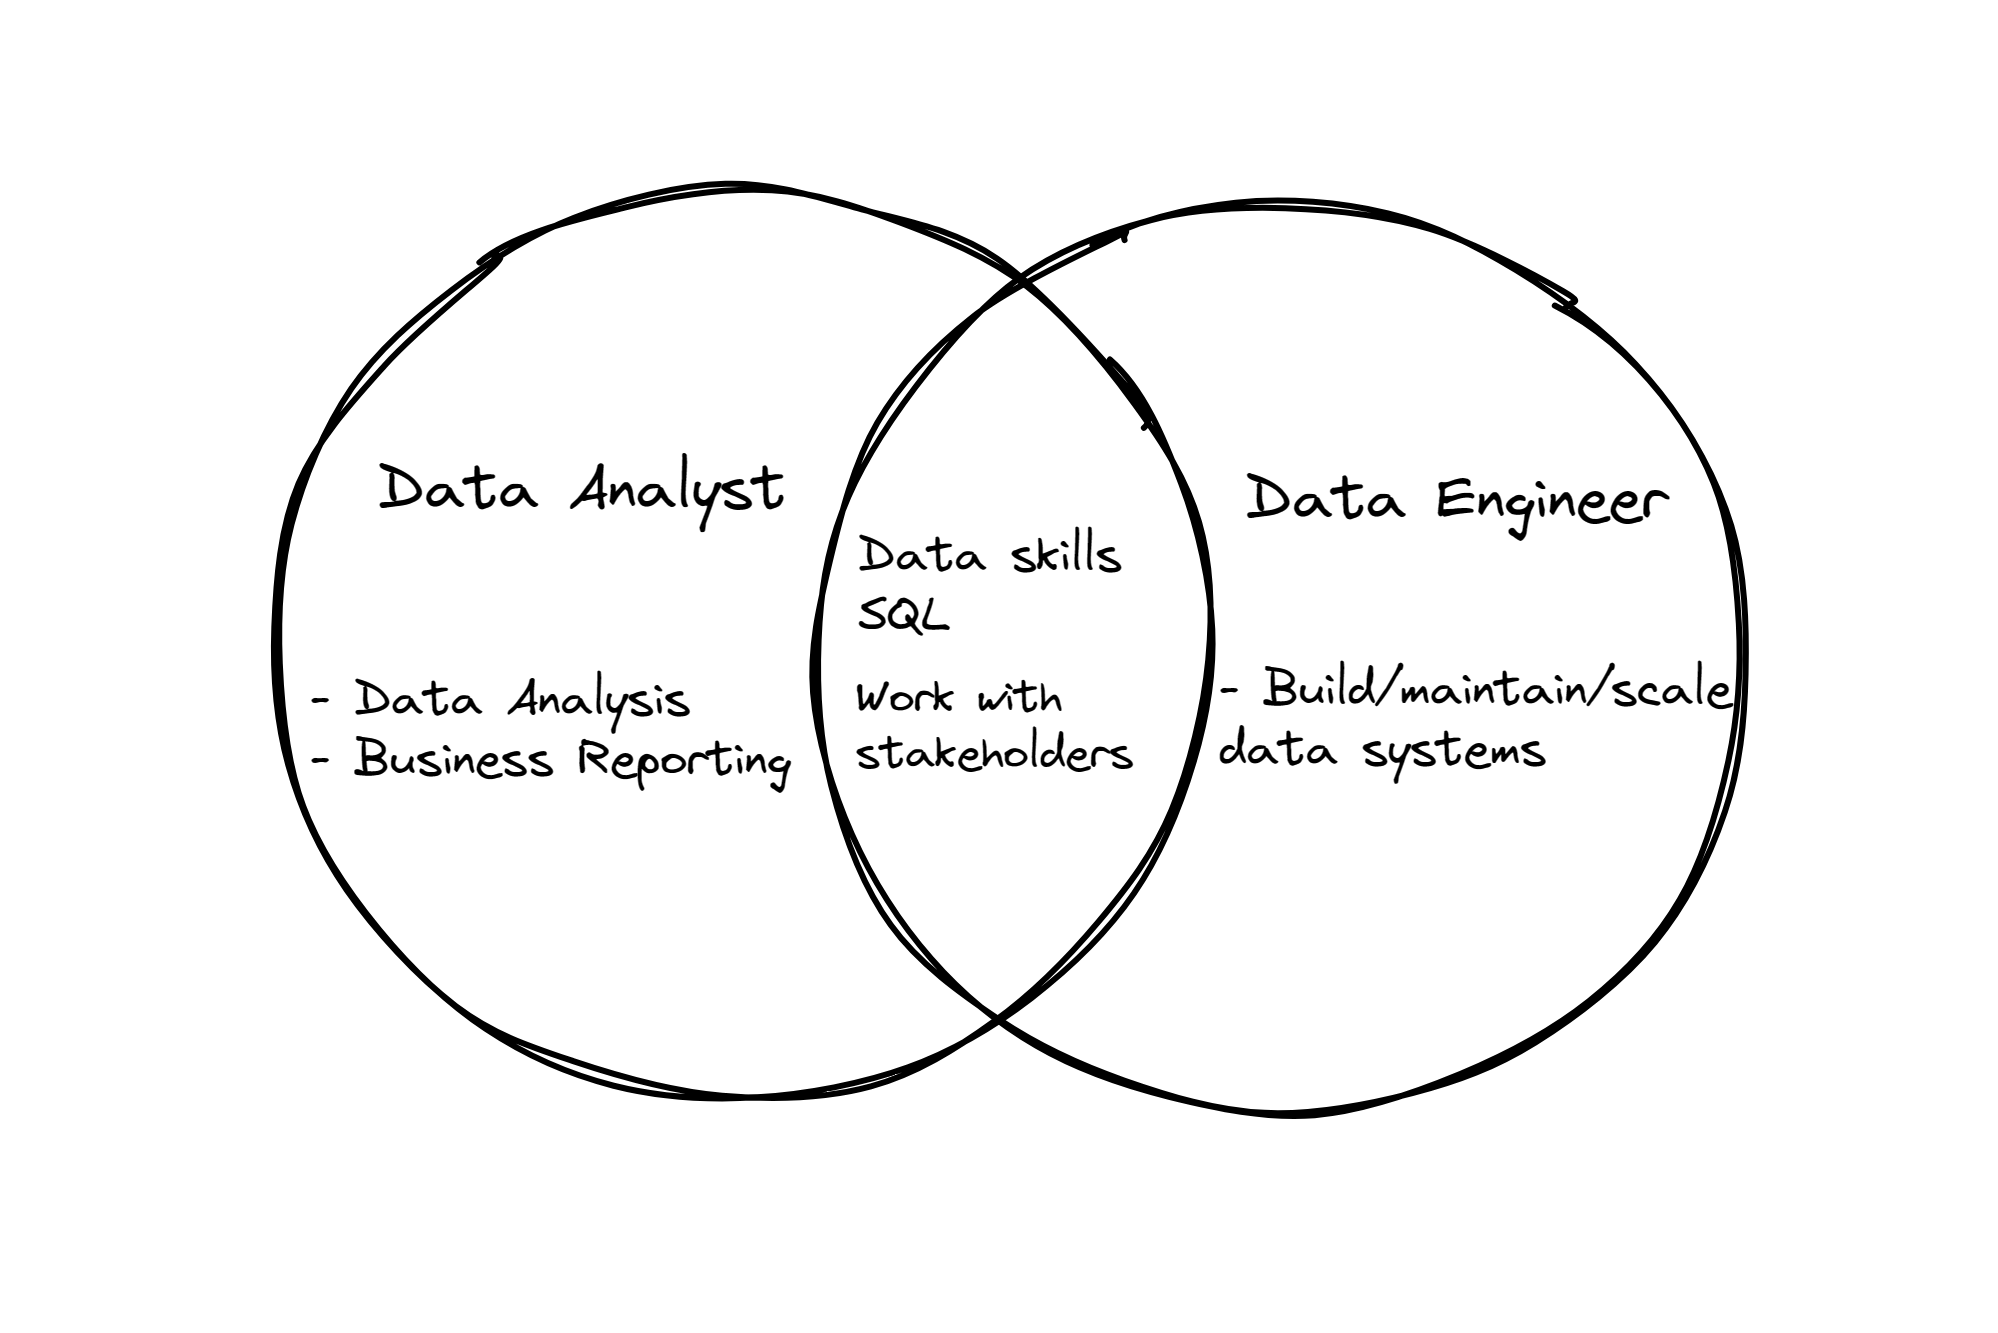 Data Analyst
- Data Analysis
- Business Reporting
Data skills
SQL
Work with
stakeholders
Data Engineer
- Build/maintain/scale
data systems